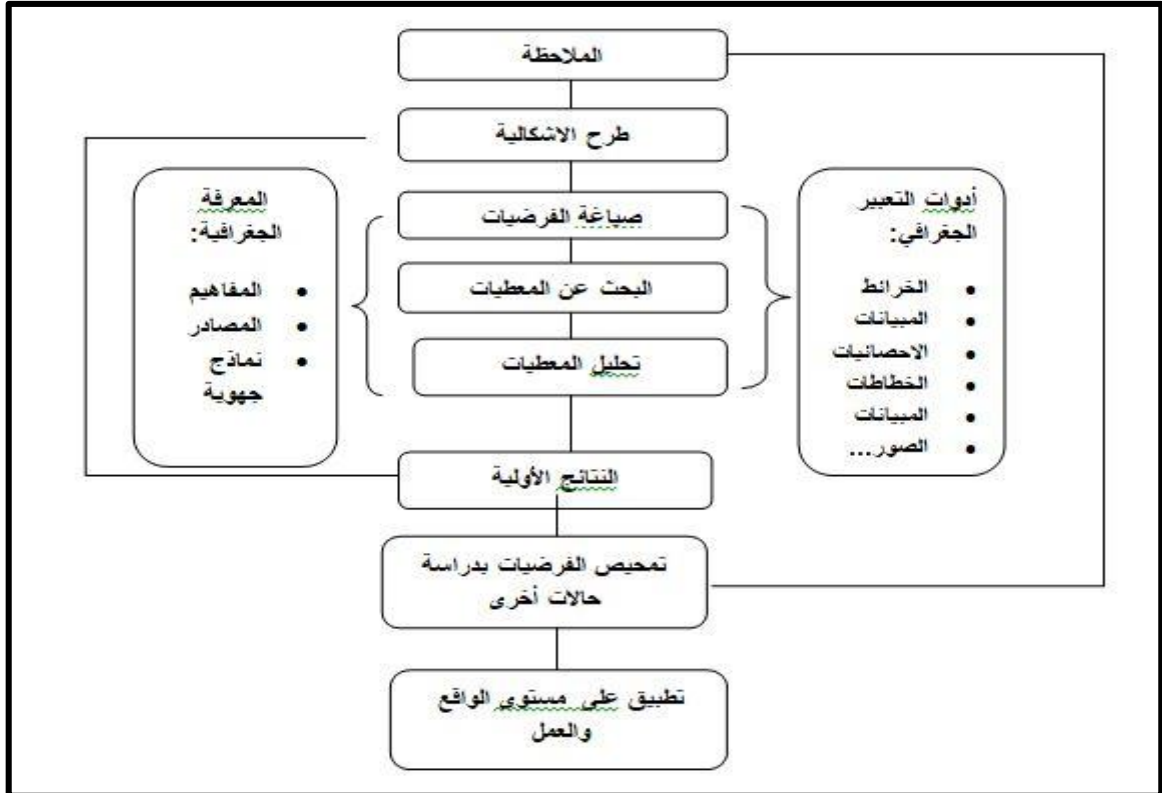 الملاحظة
طرح الاشكالية
أدوات التعبير
الجغرافي:
• الخرائط
• المبيانات
• الاحصائيات
• الخطاطات
• المبيانات
• الصور...
صياغة الفرضيات
البحث عن المعطيات
تحليل المعطيات
المعرفة
الجغرافية:
• المفاهيم
• المصادر
• نماذج
جهوية
النتائج الأولية
تمحيص الفرضيات بدراسة
حالات أخرى
تطبيق على مستوى الواقع
والعمل